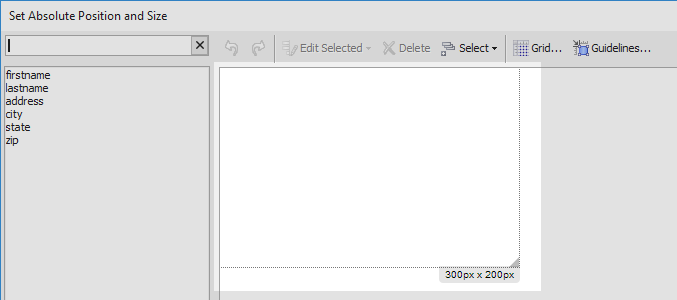 Set Absolute Position and Size
Edit Selected Delete Select Grid... Guidelines...
firstname
lastname
address
city
state
zip
300px x 200px